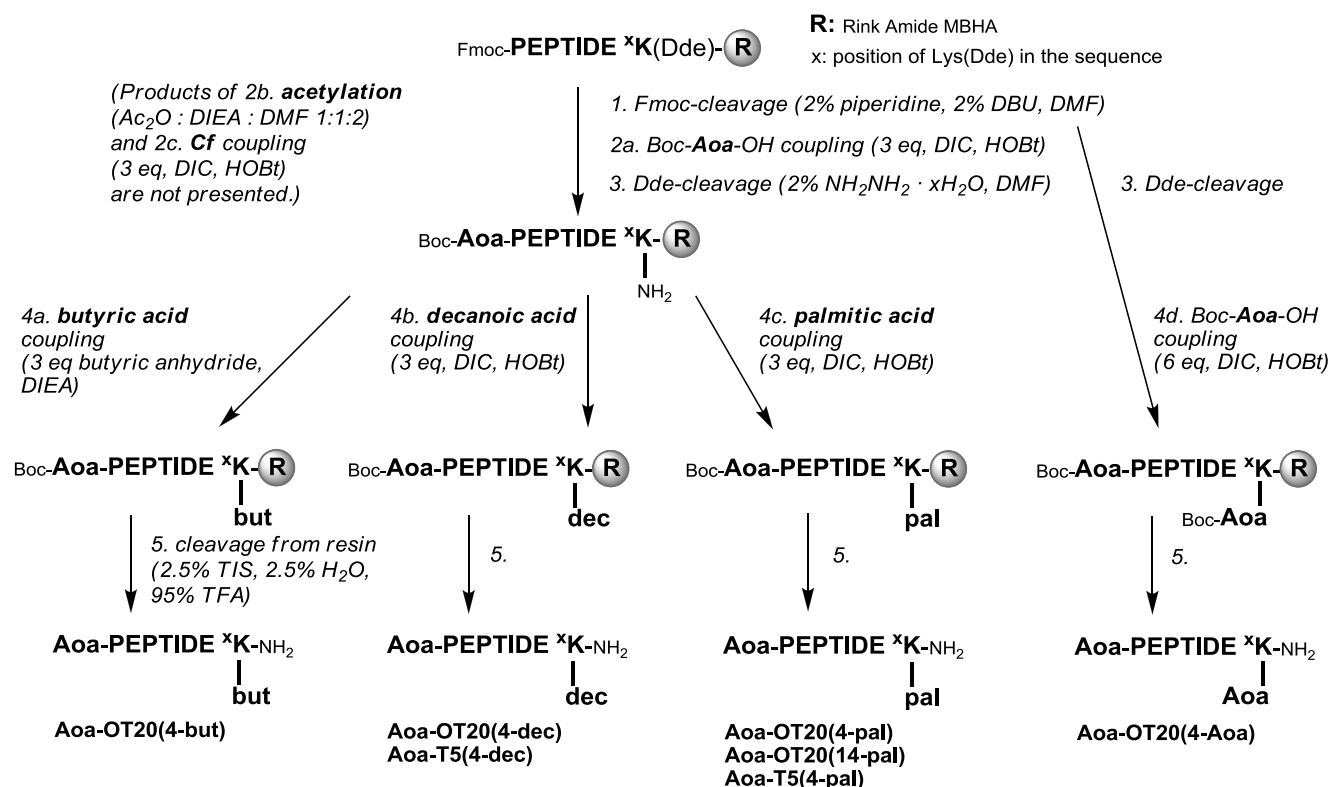 R: Rink Amide MBHA
x: position of Lys(Dde) in the sequence
Fmoc-PEPTIDE ˣK(Dde)-R
(Products of 2b. acetylation
(Ac₂O : DIEA : DMF 1:1:2)
and 2c. Cf coupling
(3 eq, DIC, HOBt)
are not presented.)
1. Fmoc-cleavage (2% piperidine, 2% DBU, DMF)
2a. Boc-Aoa-OH coupling (3 eq, DIC, HOBt)
3. Dde-cleavage (2% NH₂NH₂ · xH₂O, DMF)
3. Dde-cleavage
Boc-Aoa-PEPTIDE ˣK-R
NH₂
4a. butyric acid
coupling
(3 eq butyric anhydride,
DIEA)
4b. decanoic acid
coupling
(3 eq, DIC, HOBt)
4c. palmitic acid
coupling
(3 eq, DIC, HOBt)
4d. Boc-Aoa-OH
coupling
(6 eq, DIC, HOBt)
Boc-Aoa-PEPTIDE ˣK-R
but
Boc-Aoa-PEPTIDE ˣK-R
dec
Boc-Aoa-PEPTIDE ˣK-R
pal
Boc-Aoa-PEPTIDE ˣK-R
Boc-Aoa
5. cleavage from resin
(2.5% TIS, 2.5% H₂O,
95% TFA)
5.
5.
5.
Aoa-PEPTIDE ˣK-NH₂
but
Aoa-PEPTIDE ˣK-NH₂
dec
Aoa-PEPTIDE ˣK-NH₂
pal
Aoa-PEPTIDE ˣK-NH₂
Aoa
Aoa-OT20(4-but)
Aoa-OT20(4-dec)
Aoa-T5(4-dec)
Aoa-OT20(4-pal)
Aoa-OT20(14-pal)
Aoa-T5(4-pal)
Aoa-OT20(4-Aoa)